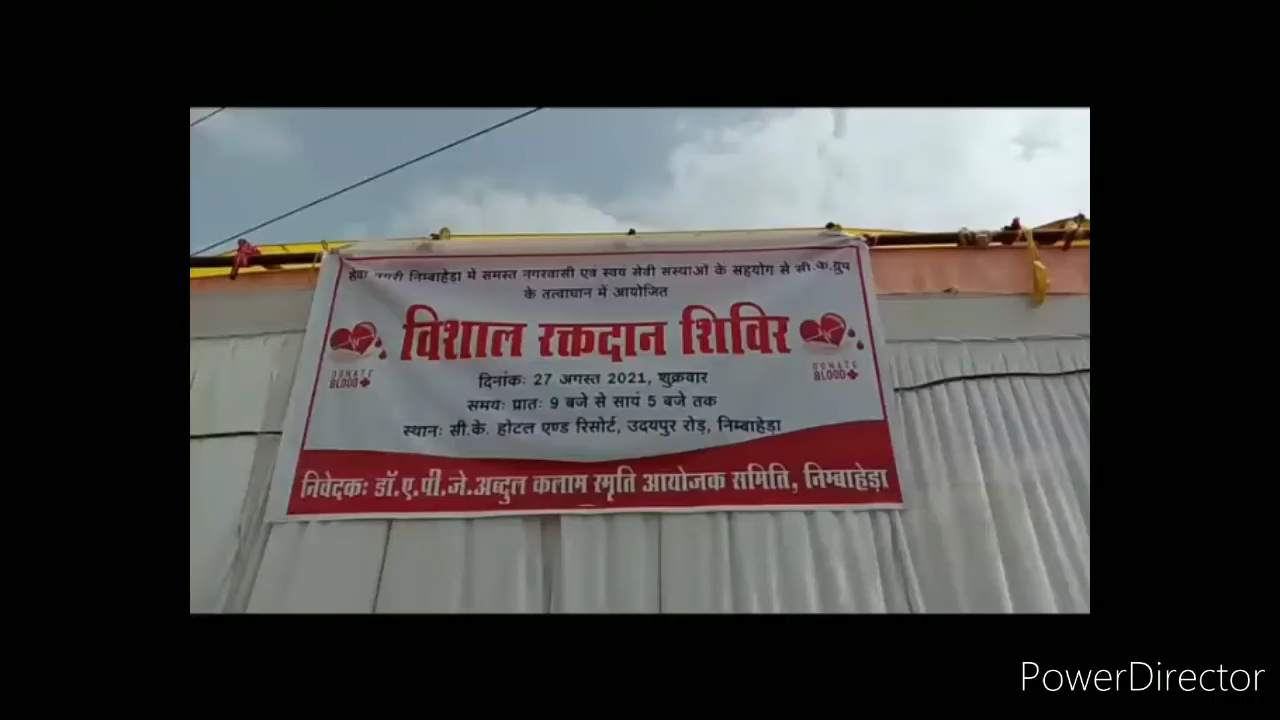 सेवा नगरी निम्बाहेड़ा में समस्त नगरवासी एवं स्वयं सेवी संस्थाओं के सहयोग से सी.के.ग्रुप
के तत्वाधान में आयोजित
विशाल रक्तदान शिविर
DONATE
BLOOD
DONATE
BLOOD
दिनांकः 27 अगस्त 2021, शुक्रवार
समयः प्रातः 9 बजे से सायं 5 बजे तक
स्थानः सी.के. होटल एण्ड रिसोर्ट, उदयपुर रोड़, निम्बाहेड़ा
निवेदकः डॉ.ए.पी.जे.अब्दुल कलाम स्मृति आयोजक समिति, निम्बाहेड़ा
PowerDirector